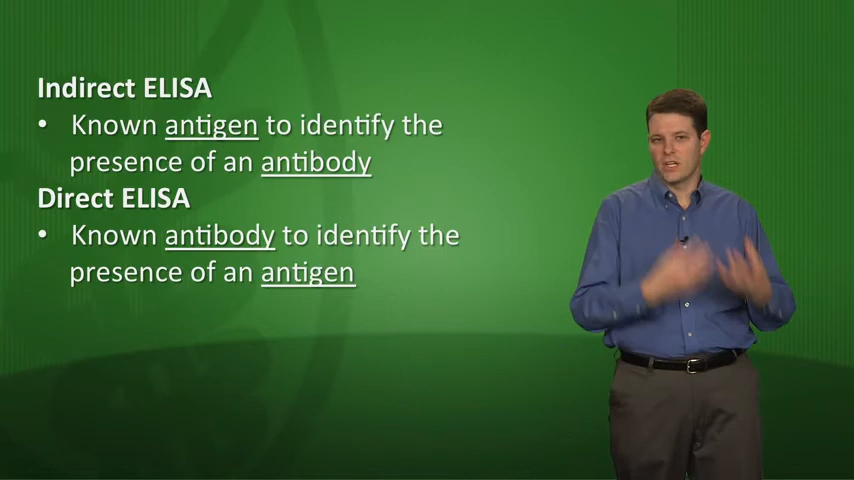 Indirect ELISA
• Known antigen to identify the
presence of an antibody
Direct ELISA
• Known antibody to identify the
presence of an antigen